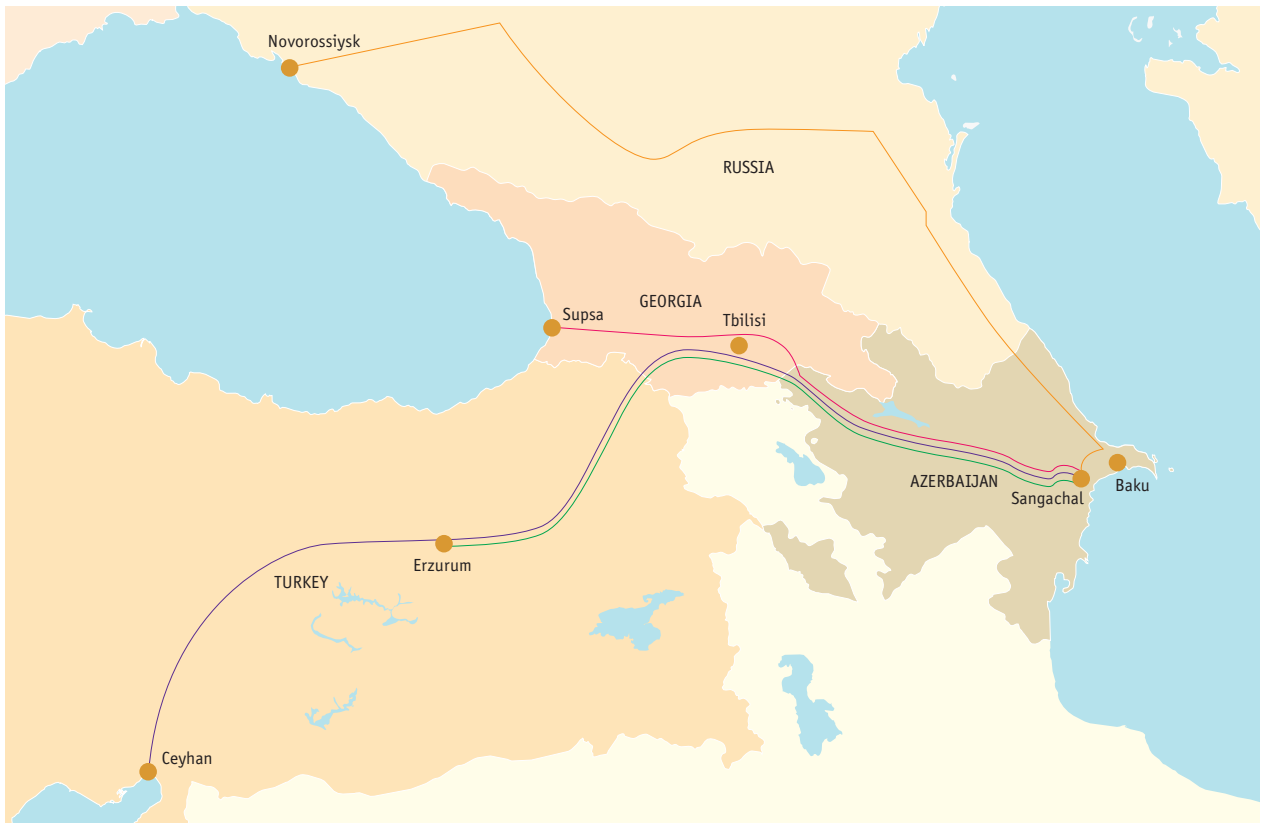 Novorossiysk
RUSSIA
GEORGIA
Supsa
Tbilisi
AZERBAIJAN
Sangachal
Baku
Erzurum
TURKEY
Ceyhan